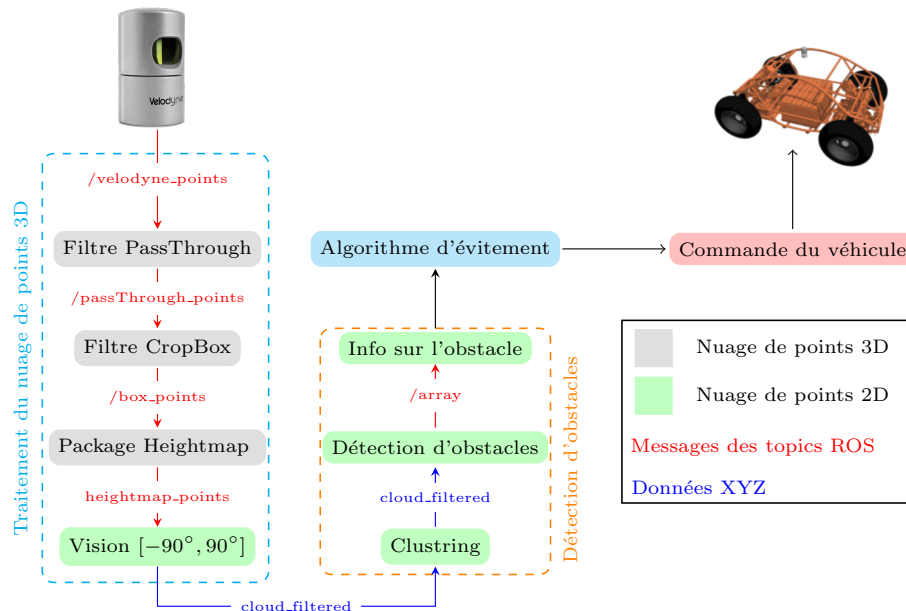 Velodyne
Traitement du nuage de points 3D
/velodyne_points
Filtre PassThrough
/passThrough_points
Filtre CropBox
/box_points
Package Heightmap
heightmap_points
Vision [−90°, 90°]
cloud_filtered
Clustring
cloud_filtered
Détection d'obstacles
/array
Info sur l'obstacle
Détection d'obstacles
Algorithme d'évitement
Commande du véhicule
Nuage de points 3D
Nuage de points 2D
Messages des topics ROS
Données XYZ